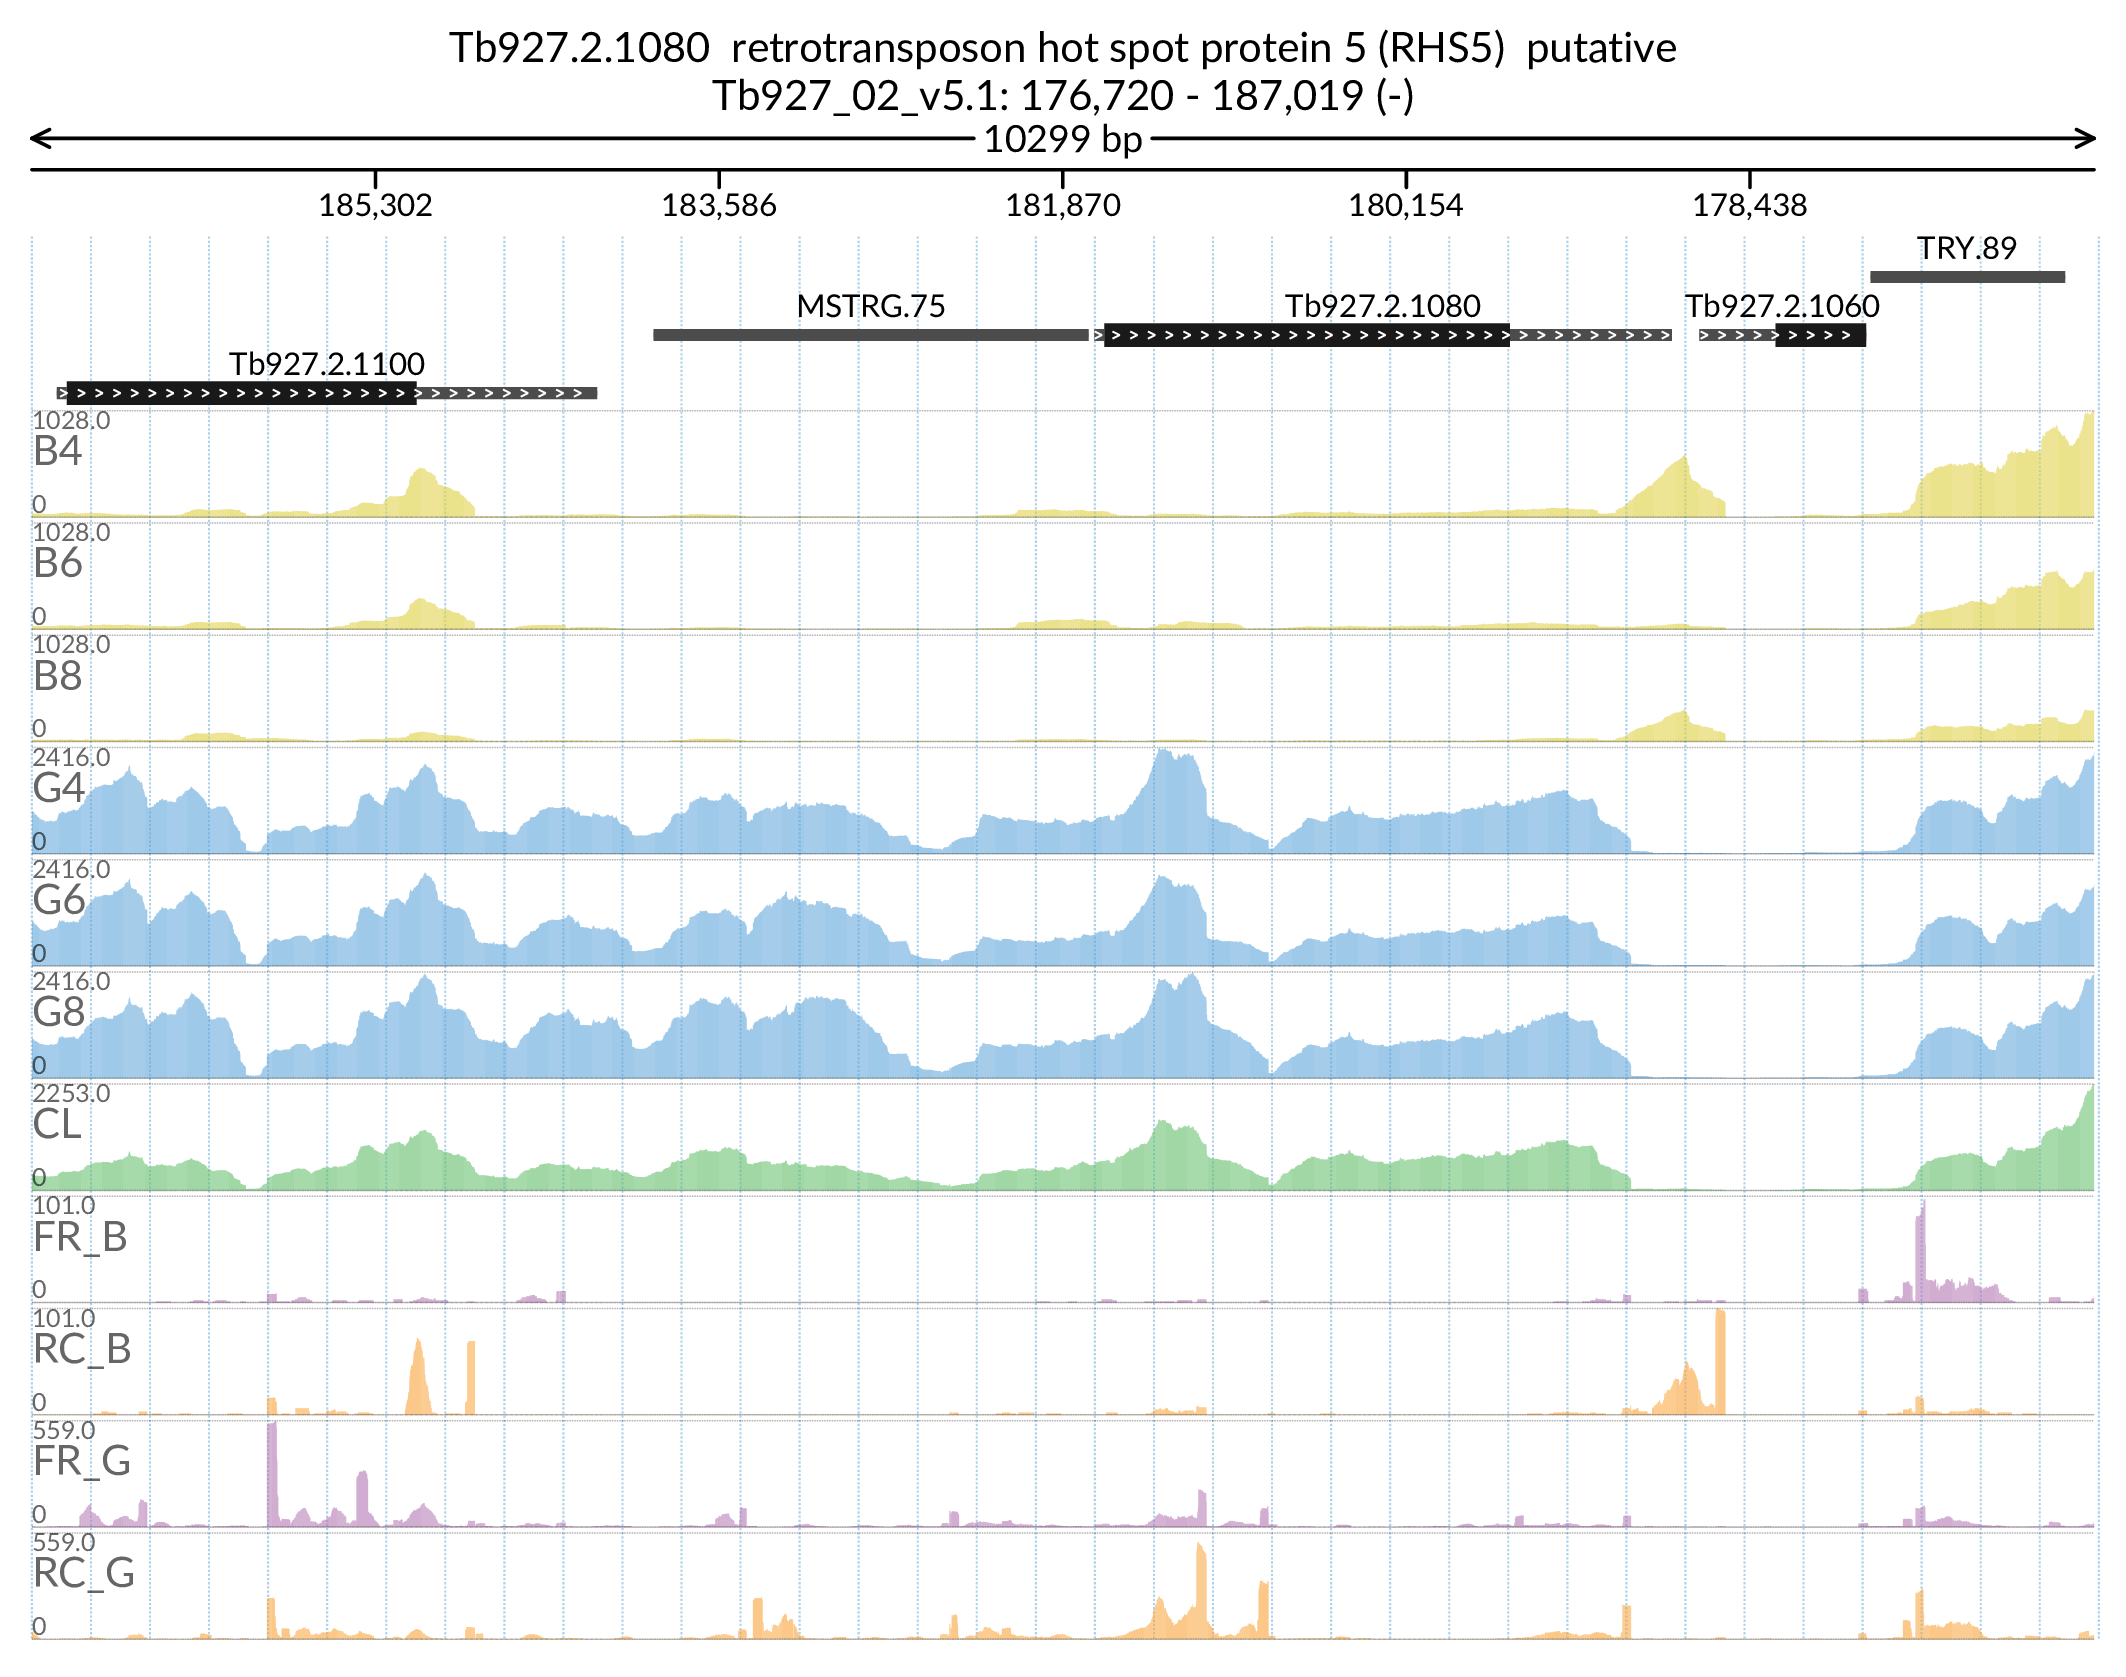 Tb927.2.1080  retrotransposon hot spot protein 5 (RHS5)  putative
Tb927_02_v5.1: 176,720 - 187,019 (-)
10299 bp
185,302 183,586 181,870 180,154 178,438
TRY.89
MSTRG.75 Tb927.2.1080 Tb927.2.1060
Tb927.2.1100
1028.0
B4
0
1028.0
B6
0
1028.0
B8
0
2416.0
G4
0
2416.0
G6
0
2416.0
G8
0
2253.0
CL
0
101.0
FR_B
0
101.0
RC_B
0
559.0
FR_G
0
559.0
RC_G
0